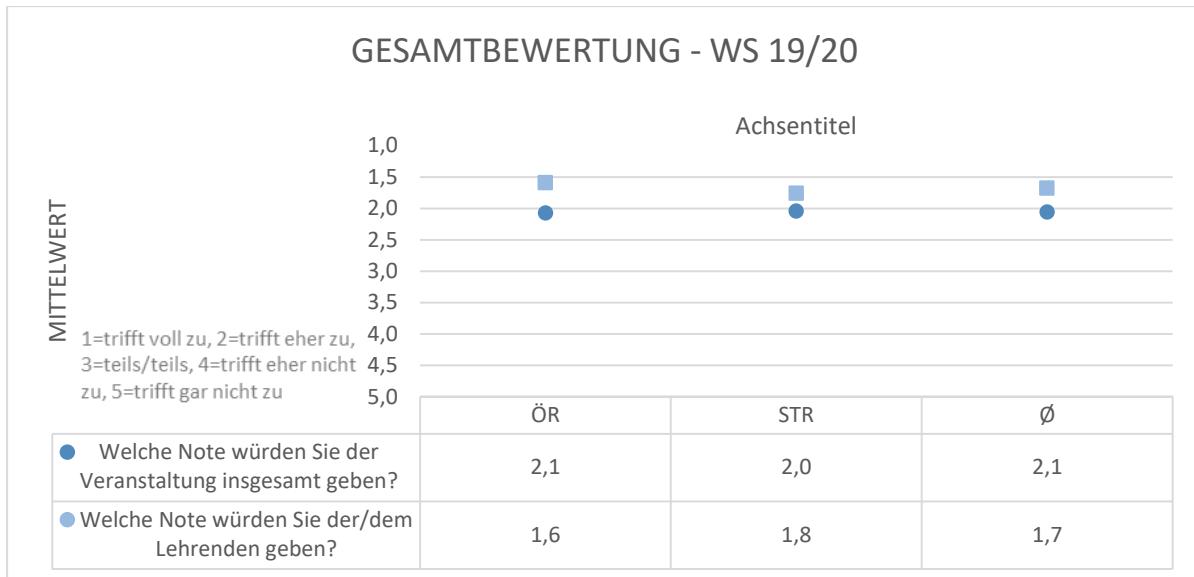 GESAMTBEWERTUNG - WS 19/20
Achsentitel
MITTELWERT
1,0
1,5
2,0
2,5
3,0
3,5
4,0
4,5
5,0
1=trifft voll zu, 2=trifft eher zu,
3=teils/teils, 4=trifft eher nicht
zu, 5=trifft gar nicht zu
ÖR STR Ø
Welche Note würden Sie der
Veranstaltung insgesamt geben?
2,1 2,0 2,1
Welche Note würden Sie der/dem
Lehrenden geben?
1,6 1,8 1,7